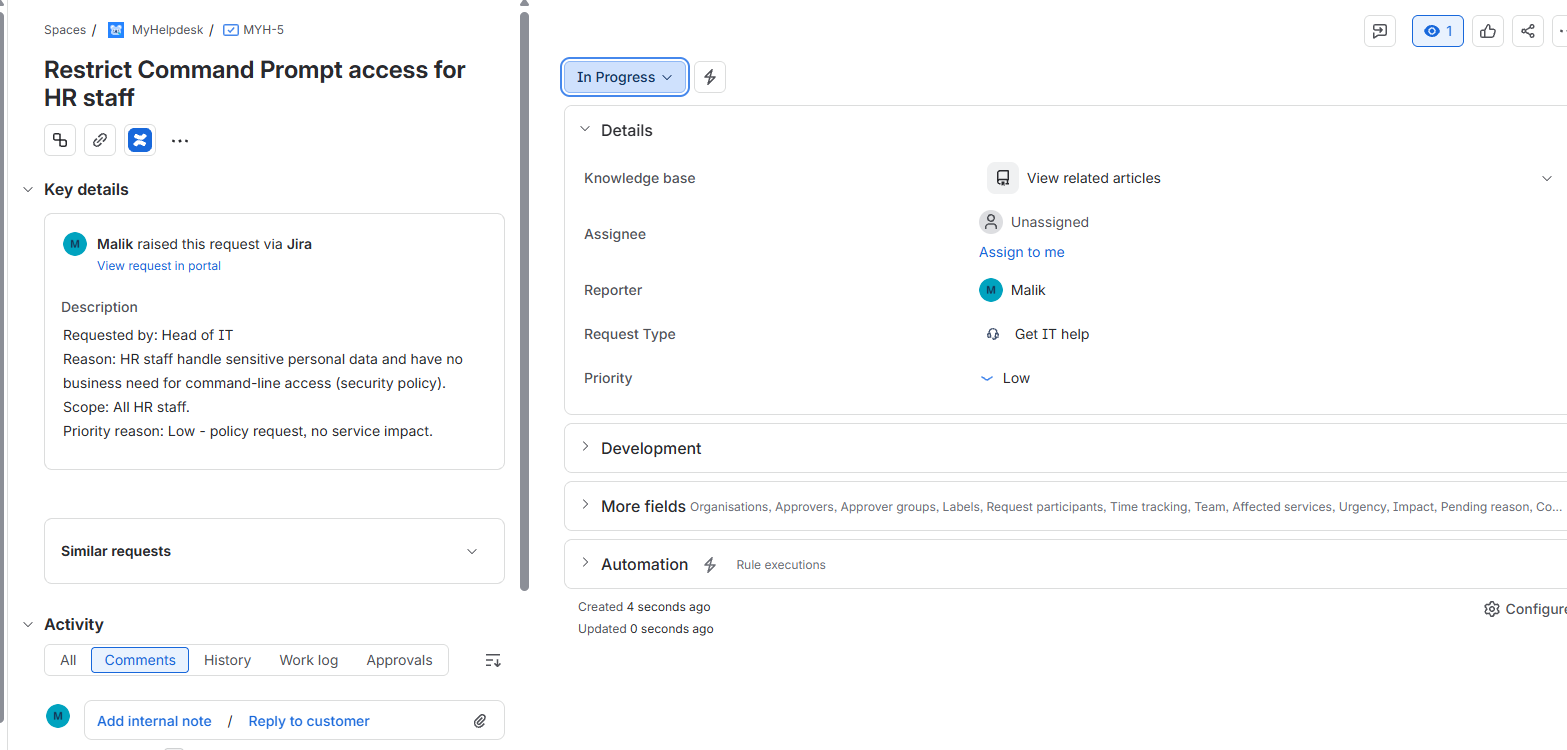 Spaces / MyHelpdesk / MYH-5
Restrict Command Prompt access for
HR staff
Key details
M Malik raised this request via Jira
View request in portal
Description
Requested by: Head of IT
Reason: HR staff handle sensitive personal data and have no
business need for command-line access (security policy).
Scope: All HR staff.
Priority reason: Low - policy request, no service impact.
Similar requests
Activity
All Comments History Work log Approvals
M Add internal note / Reply to customer
1
In Progress
Details
Knowledge base View related articles
Assignee Unassigned
Assign to me
Reporter M Malik
Request Type Get IT help
Priority Low
Development
More fields Organisations, Approvers, Approver groups, Labels, Request participants, Time tracking, Team, Affected services, Urgency, Impact, Pending reason, Co...
Automation Rule executions
Created 4 seconds ago
Updated 0 seconds ago
Configure